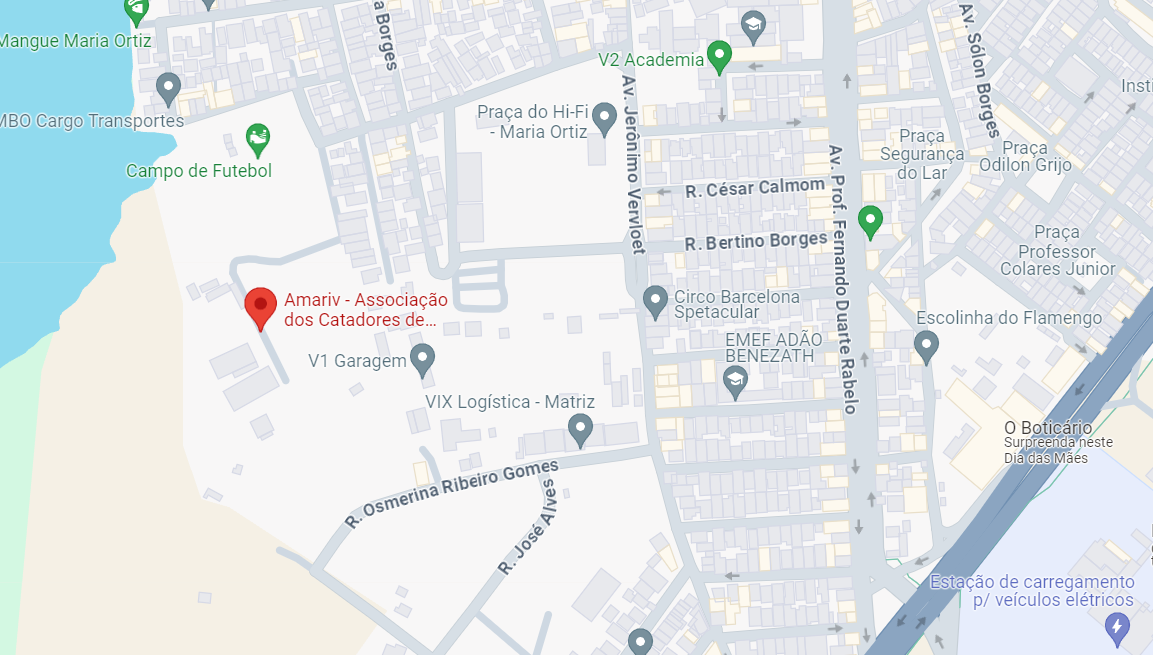 Mangue Maria Ortiz
a Borges
V2 Academia
Av. Sólon Borges
MBO Cargo Transportes
Praça do Hi-Fi
- Maria Ortiz
Av. Jerônimo Vervloet
Insti
Praça
Segurança
do Lar
Praça
Odilon Grijo
Campo de Futebol
R. César Calmom
Av. Prof. Fernando Duarte Rabelo
R. Bertino Borges
Praça
Professor
Colares Junior
Amariv - Associação
dos Catadores de...
Circo Barcelona
Spetacular
Escolinha do Flamengo
EMEF ADÃO
BENEZATH
V1 Garagem
VIX Logística - Matriz
O Boticário
Surpreenda neste
Dia das Mães
R. Osmerina Ribeiro Gomes
R. José Alves
Estação de carregamento
p/ veículos elétricos